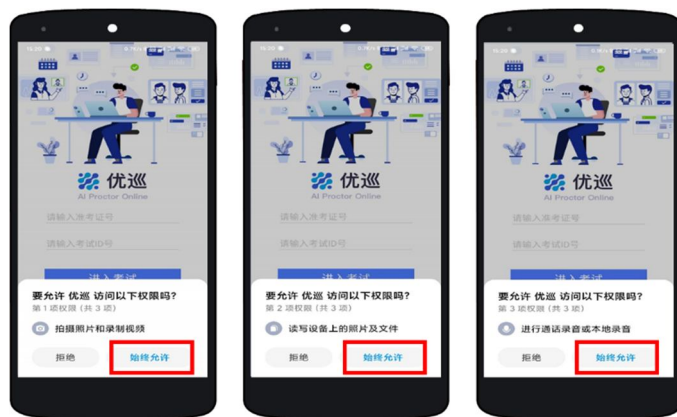 优巡
AI Proctor Online
请输入准考证号
请输入考试ID号
进入考试
要允许 优巡 访问以下权限吗?
第 1 项权限 (共 3 项)
拍摄照片和录制视频
拒绝
始终允许
优巡
AI Proctor Online
请输入准考证号
请输入考试ID号
进入考试
要允许 优巡 访问以下权限吗?
第 2 项权限 (共 3 项)
读写设备上的照片及文件
拒绝
始终允许
优巡
AI Proctor Online
请输入准考证号
请输入考试ID号
进入考试
要允许 优巡 访问以下权限吗?
第 3 项权限 (共 3 项)
进行通话录音或本地录音
拒绝
始终允许